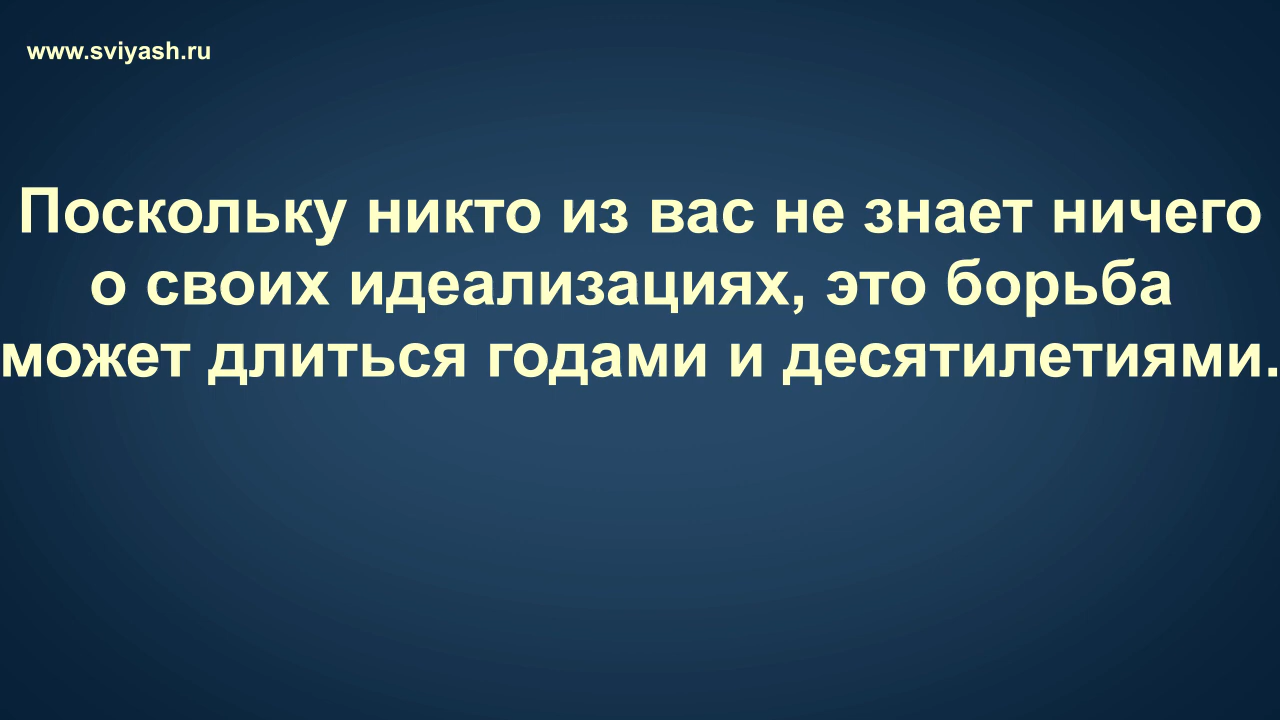 www.sviyash.ru
Поскольку никто из вас не знает ничего
о своих идеализациях, это борьба
может длиться годами и десятилетиями.